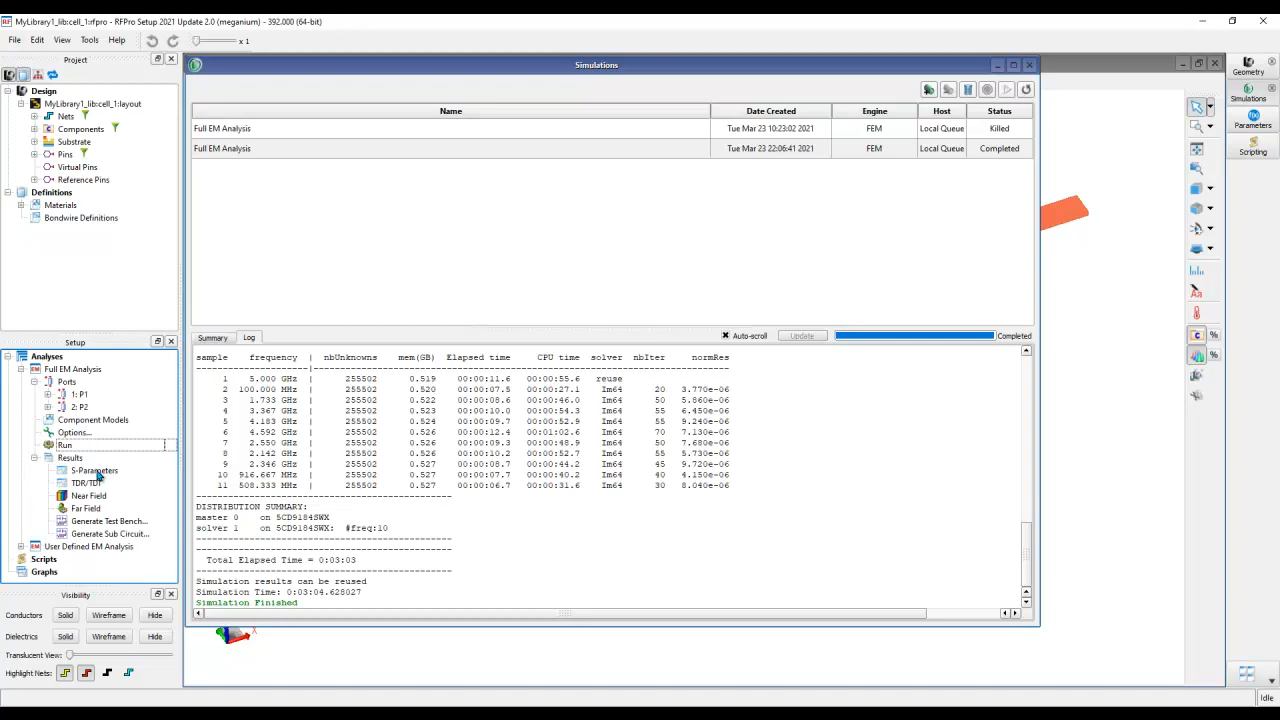 MyLibrary1_lib:cell_1:rfpro - RFPro Setup 2021 Update 2.0 (meganium) - 392.000 (64-bit)
File Edit View Tools Help x 1
Project
Design
MyLibrary1_lib:cell_1:layout
Nets
Components
Substrate
Pins
Virtual Pins
Reference Pins
Definitions
Materials
Bondwire Definitions
Setup
Analyses
Full EM Analysis
Ports
1: P1
2: P2
Component Models
Options...
Run
Results
S-Parameters
TDR/TDT
Near Field
Far Field
Generate Test Bench...
Generate Sub Circuit...
User Defined EM Analysis
Scripts
Graphs
Visibility
Conductors Solid Wireframe Hide
Dielectrics Solid Wireframe Hide
Translucent View:
Highlight Nets:
Simulations
Name Date Created Engine Host Status
Full EM Analysis Tue Mar 23 10:23:02 2021 FEM Local Queue Killed
Full EM Analysis Tue Mar 23 22:06:41 2021 FEM Local Queue Completed
Summary Log Auto-scroll Update Completed
sample frequency | nbUnknowns mem(GB) Elapsed time CPU time solver nbIter normRes
1 5.000 GHz | 255502 0.519 00:00:11.6 00:00:55.6 reuse
2 100.000 MHz | 255502 0.520 00:00:07.5 00:00:27.1 Im64 20 3.770e-06
3 1.733 GHz | 255502 0.522 00:00:08.6 00:00:46.0 Im64 50 5.860e-06
4 3.367 GHz | 255502 0.523 00:00:10.0 00:00:54.3 Im64 55 6.450e-06
5 4.183 GHz | 255502 0.524 00:00:09.7 00:00:52.9 Im64 55 9.240e-06
6 4.592 GHz | 255502 0.526 00:00:12.4 00:01:02.6 Im64 70 7.130e-06
7 2.550 GHz | 255502 0.526 00:00:09.3 00:00:48.9 Im64 50 7.680e-06
8 2.142 GHz | 255502 0.526 00:00:10.2 00:00:57.7 Im64 55 5.730e-06
9 2.346 GHz | 255502 0.527 00:00:08.7 00:00:44.2 Im64 45 9.720e-06
10 916.667 MHz | 255502 0.527 00:00:08.5 00:00:40.2 Im64 40 4.150e-06
11 508.333 MHz | 255502 0.527 00:00:06.7 00:00:31.6 Im64 30 8.040e-06
DISTRIBUTION SUMMARY:
master 0 on 5CD9184SWX
solver 1 on 5CD9184SWX: #freq:10
Total Elapsed Time = 0:03:03
Simulation results can be reused
Simulation Time: 0:03:04.628027
Simulation Finished
X
Geometry
Simulations
Parameters
Scripting
Idle